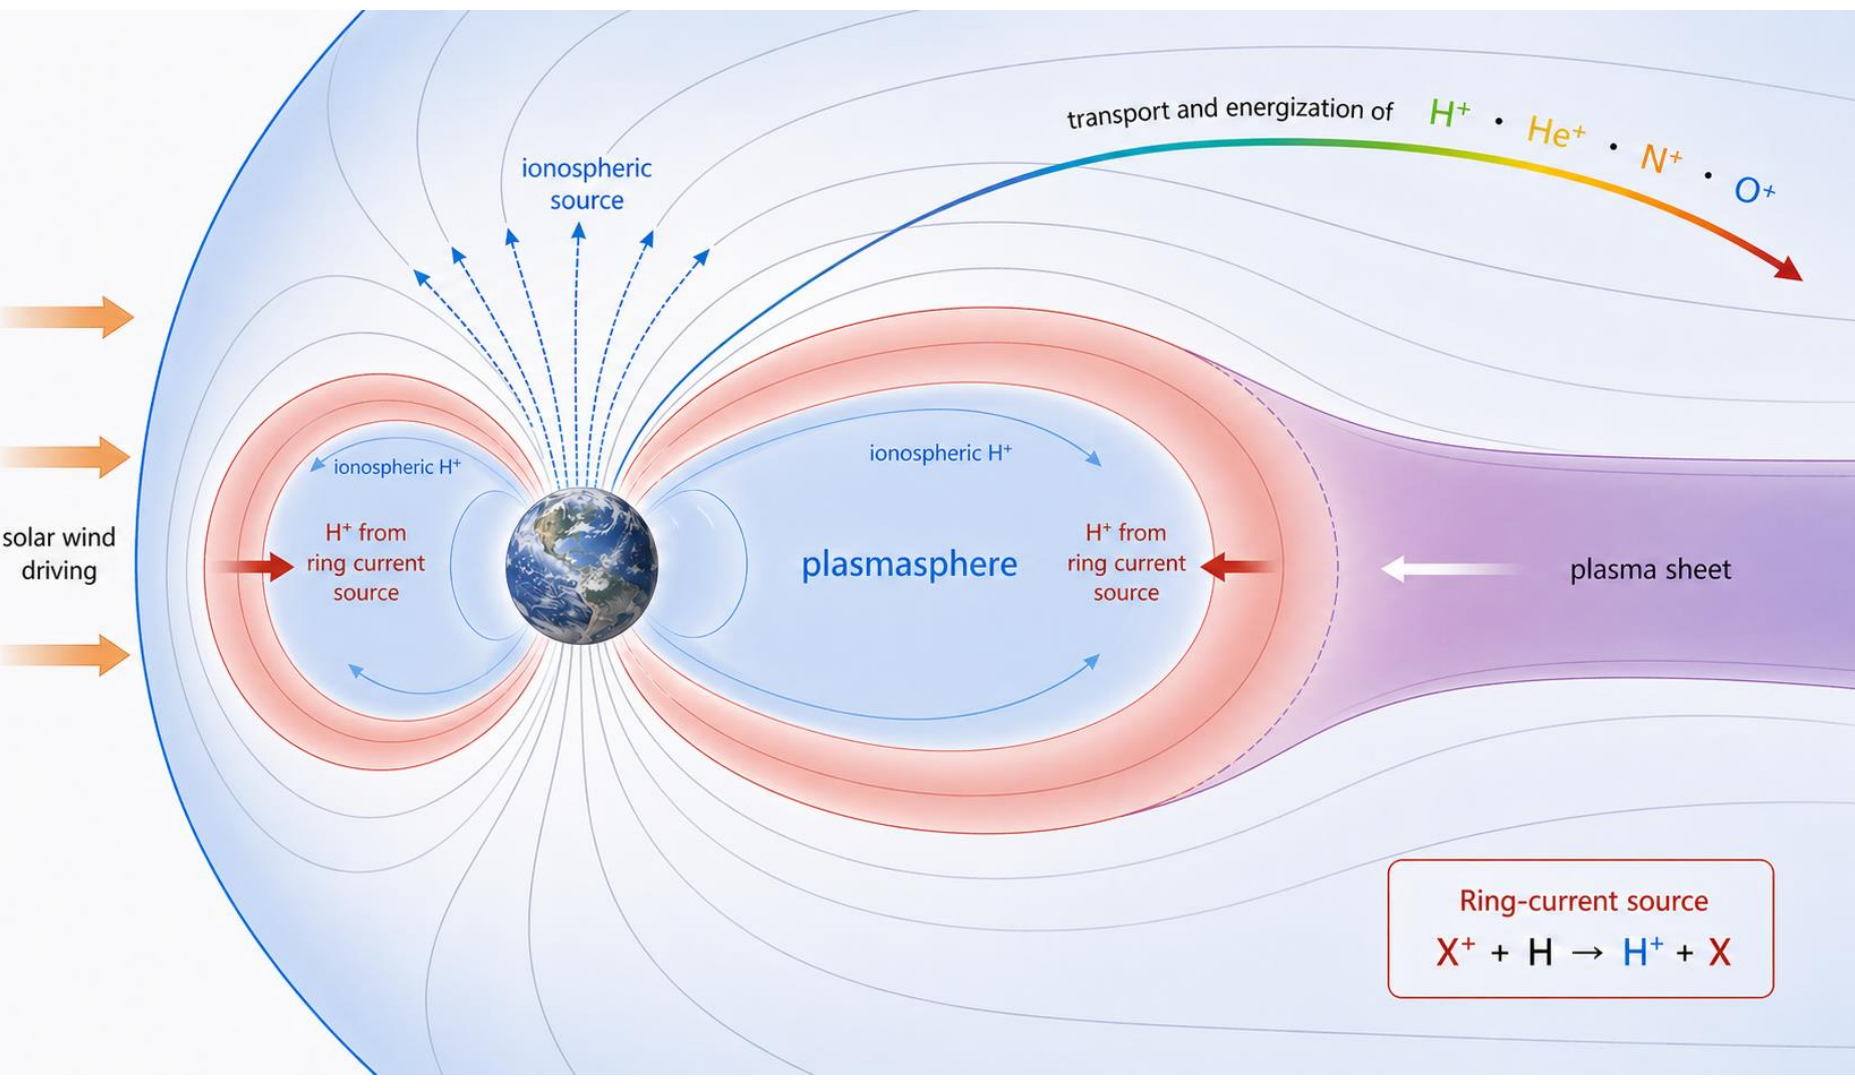 transport and energization of H⁺ · He⁺ · N⁺ · O⁺
ionospheric
source
ionospheric H⁺
ionospheric H⁺
solar wind
driving
H⁺ from
ring current
source
plasmasphere
H⁺ from
ring current
source
plasma sheet
Ring-current source
X⁺ + H → H⁺ + X